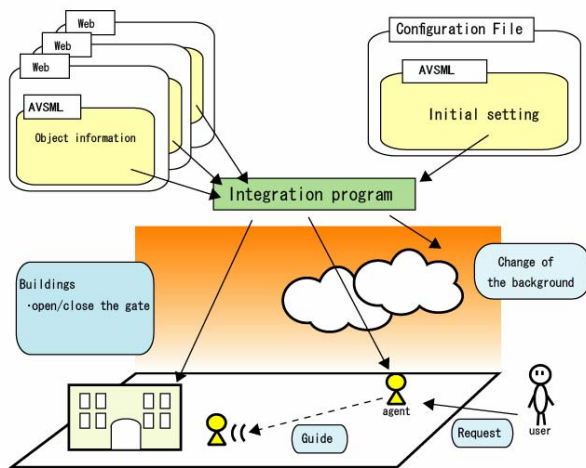 Web
Web
Web
AVSML
Object information
Configuration File
AVSML
Initial setting
Integration program
Buildings
・open/close the gate
Change of
the background
agent
Guide
Request
user